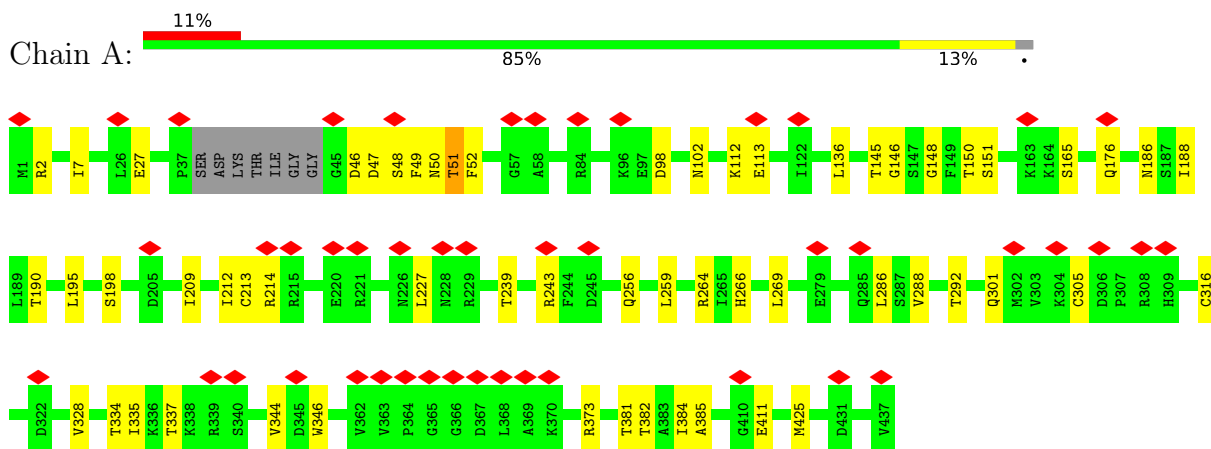 11%
Chain A:
85% 13% •
M1 R2 I7 L26 E27 P37 SER ASP LYS THR ILE GLY GLY G45 D46 D47 S48 F49 N50 T51 F52 G57 A58 R84 K96 E97 D98 N102 K112 E113 I122 L136 T145 G146 S147 G148 F149 T150 S151 K163 K164 S165 Q176 N186 S187 I188
L189 T190 L195 S198 D205 I209 I212 C213 R214 R215 E220 R221 N226 L227 N228 R229 T239 R243 F244 D245 Q256 L259 R264 I265 H266 L269 E279 Q285 L286 S287 V288 T292 Q301 M302 V303 K304 C305 D306 P307 R308 H309 C316
D322 V328 T334 I335 K336 T337 K338 R339 S340 V344 D345 W346 V362 V363 P364 G365 G366 D367 L368 A369 K370 R373 T381 T382 A383 I384 A385 G410 E411 M425 D431 V437